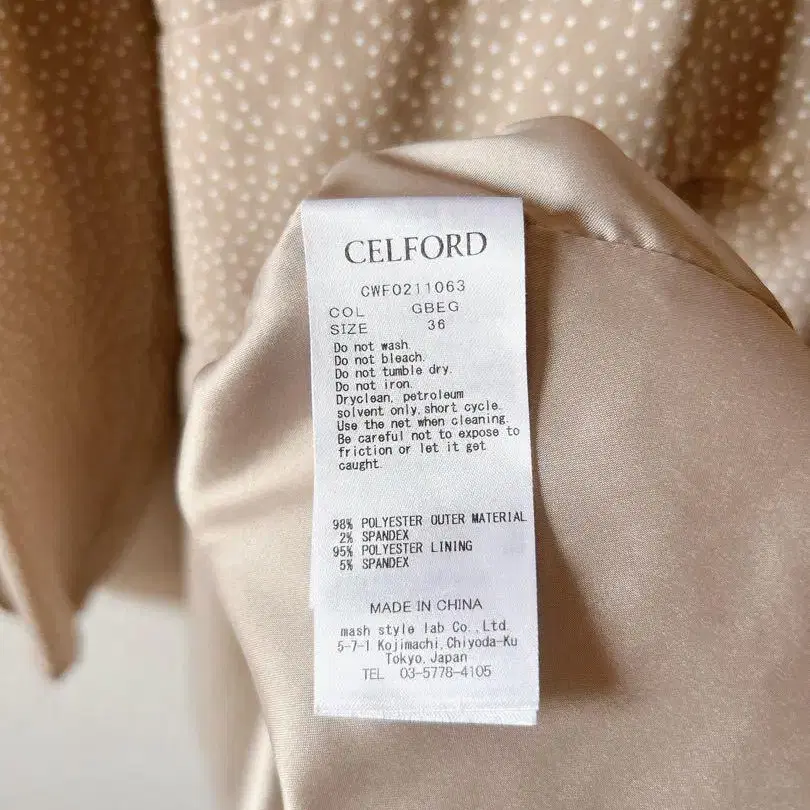 CELFORD
CWF0211063
COL GBEG
SIZE 36
Do not wash.
Do not bleach.
Do not tumble dry.
Do not iron.
Dryclean, petroleum
solvent only, short cycle.
Use the net when cleaning.
Be careful not to expose to
friction or let it get
caught.
98% POLYESTER OUTER MATERIAL
2% SPANDEX
95% POLYESTER LINING
5% SPANDEX
MADE IN CHINA
mash style lab Co., Ltd.
5-7-1 Kojimachi, Chiyoda-Ku
Tokyo, Japan
TEL 03-5778-4105